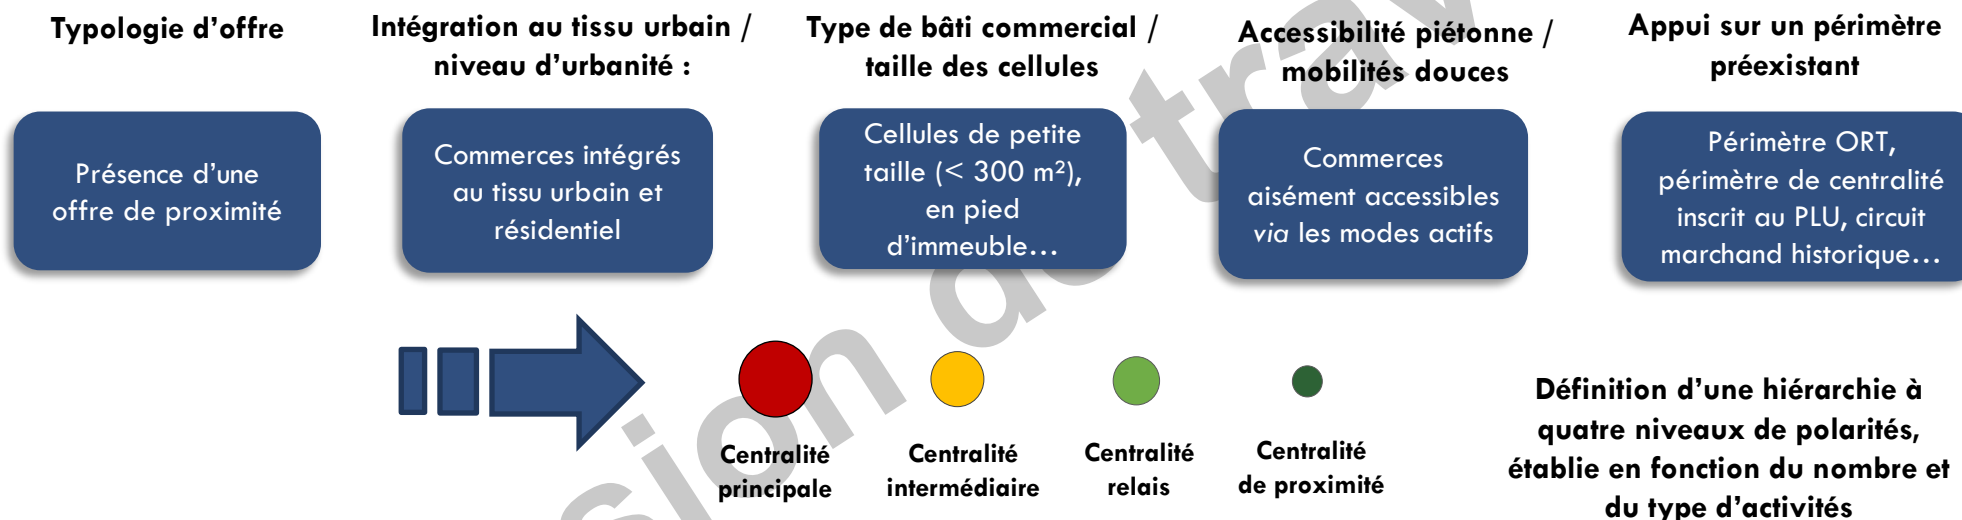 Typologie d'offre
Intégration au tissu urbain /
niveau d'urbanité :
Type de bâti commercial /
taille des cellules
Accessibilité piétonne /
mobilités douces
Appui sur un périmètre
préexistant
Présence d'une
offre de proximité
Commerces intégrés
au tissu urbain et
résidentiel
Cellules de petite
taille (< 300 m²),
en pied
d'immeuble…
Commerces
aisément accessibles
via les modes actifs
Périmètre ORT,
périmètre de centralité
inscrit au PLU, circuit
marchand historique…
Centralité
principale
Centralité
intermédiaire
Centralité
relais
Centralité
de proximité
Définition d'une hiérarchie à
quatre niveaux de polarités,
établie en fonction du nombre et
du type d'activités